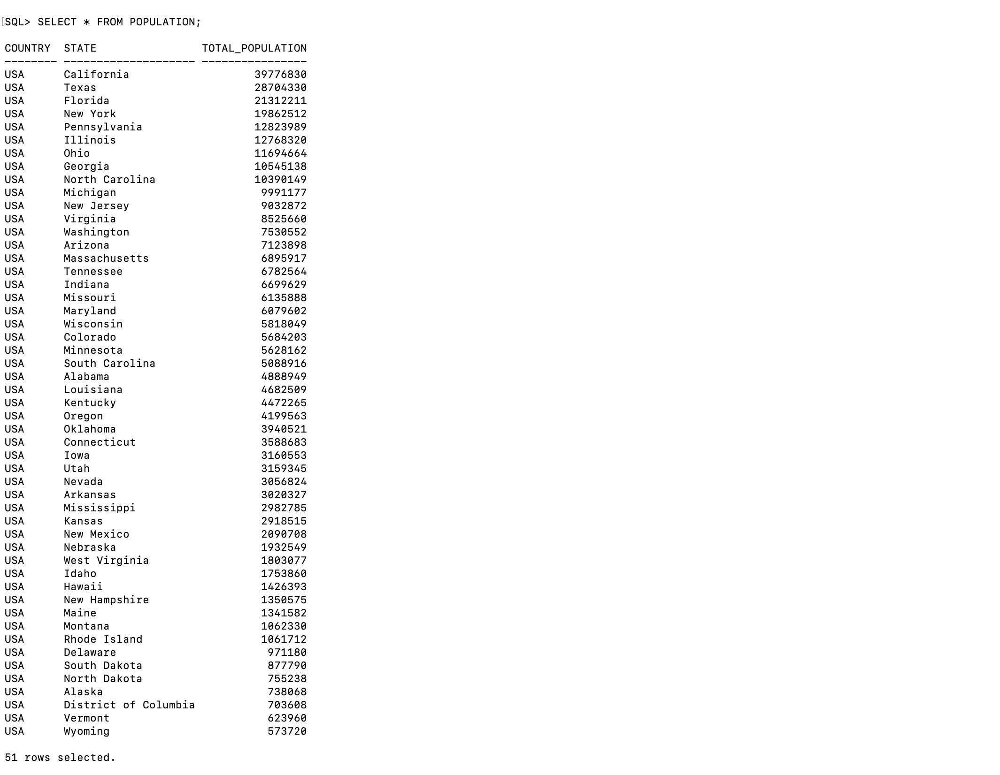 SQL> SELECT * FROM POPULATION;
COUNTRY  STATE                TOTAL_POPULATION
-------- -------------------- ----------------
USA      California                   39776830
USA      Texas                        28704330
USA      Florida                      21312211
USA      New York                     19862512
USA      Pennsylvania                 12823989
USA      Illinois                     12768320
USA      Ohio                         11694664
USA      Georgia                      10545138
USA      North Carolina               10390149
USA      Michigan                      9991177
USA      New Jersey                    9032872
USA      Virginia                      8525660
USA      Washington                    7530552
USA      Arizona                       7123898
USA      Massachusetts                 6895917
USA      Tennessee                     6782564
USA      Indiana                       6699629
USA      Missouri                      6135888
USA      Maryland                      6079602
USA      Wisconsin                     5818049
USA      Colorado                      5684203
USA      Minnesota                     5628162
USA      South Carolina                5088916
USA      Alabama                       4888949
USA      Louisiana                     4682509
USA      Kentucky                      4472265
USA      Oregon                        4199563
USA      Oklahoma                      3940521
USA      Connecticut                   3588683
USA      Iowa                          3160553
USA      Utah                          3159345
USA      Nevada                        3056824
USA      Arkansas                      3020327
USA      Mississippi                   2982785
USA      Kansas                        2918515
USA      New Mexico                    2090708
USA      Nebraska                      1932549
USA      West Virginia                 1803077
USA      Idaho                         1753860
USA      Hawaii                        1426393
USA      New Hampshire                 1350575
USA      Maine                         1341582
USA      Montana                       1062330
USA      Rhode Island                  1061712
USA      Delaware                       971180
USA      South Dakota                   877790
USA      North Dakota                   755238
USA      Alaska                         738068
USA      District of Columbia           703608
USA      Vermont                        623960
USA      Wyoming                        573720
51 rows selected.